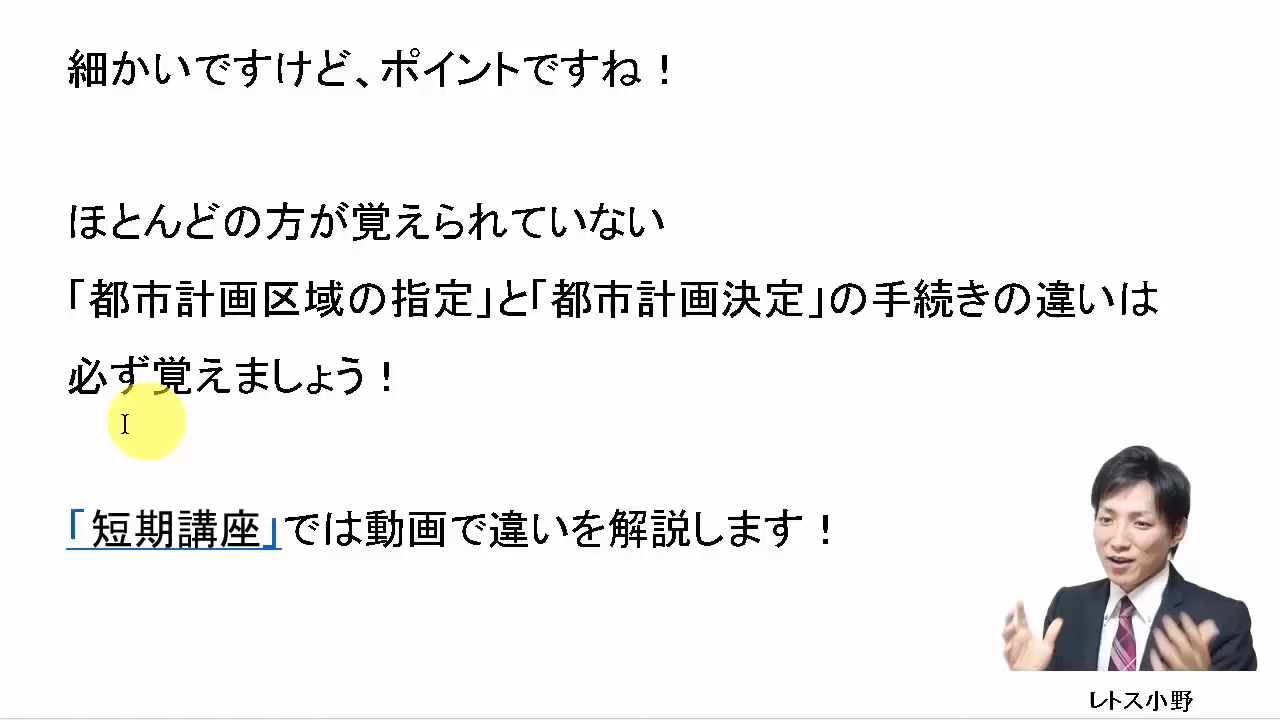 細かいですけど、ポイントですね！
ほとんどの方が覚えられていない
「都市計画区域の指定」と「都市計画決定」の手続きの違いは
必ず覚えましょう！
「短期講座」では動画で違いを解説します！
レトス小野